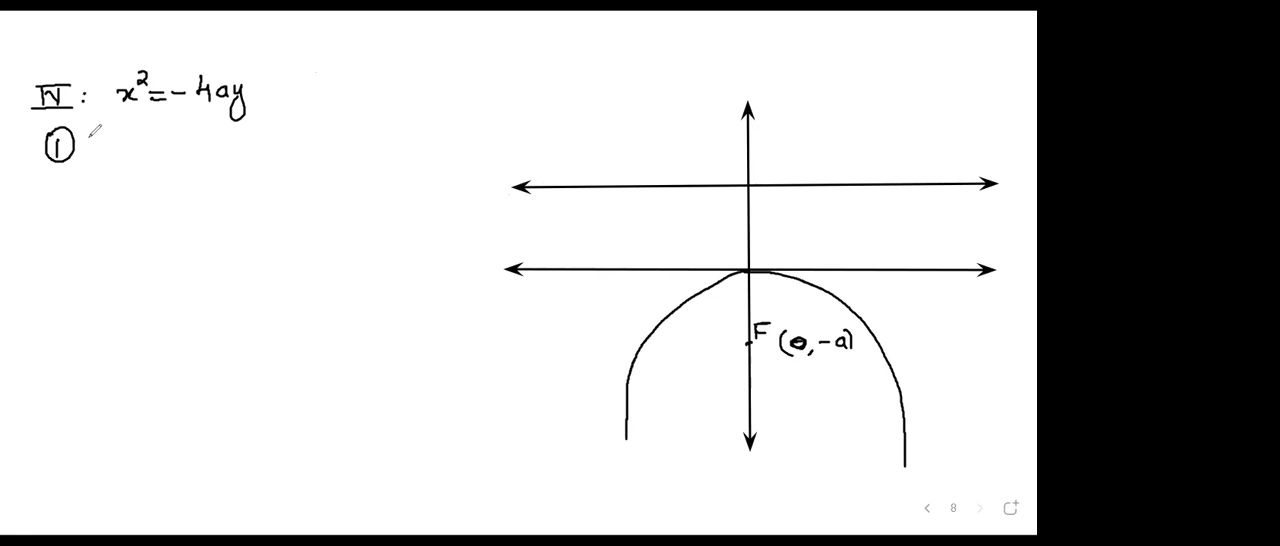 IV : x² = - 4ay
①
F (0, -a)
8